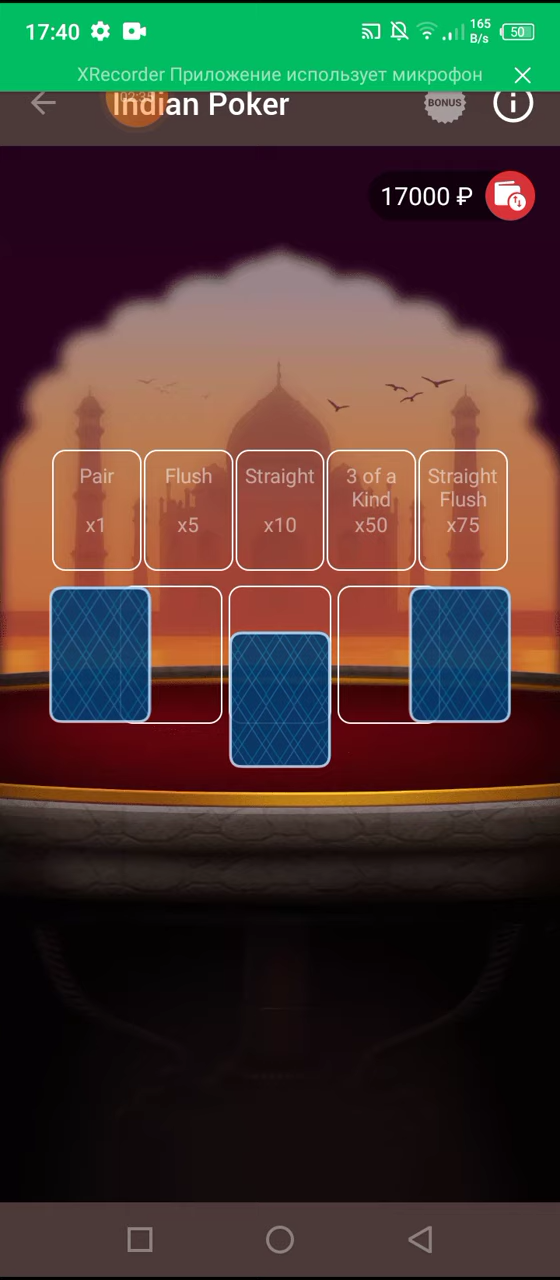 17:40
165
B/s
50
XRecorder Приложение использует микрофон
Indian Poker
BONUS
17000 ₽
Pair
x1
Flush
x5
Straight
x10
3 of a
Kind
x50
Straight
Flush
x75